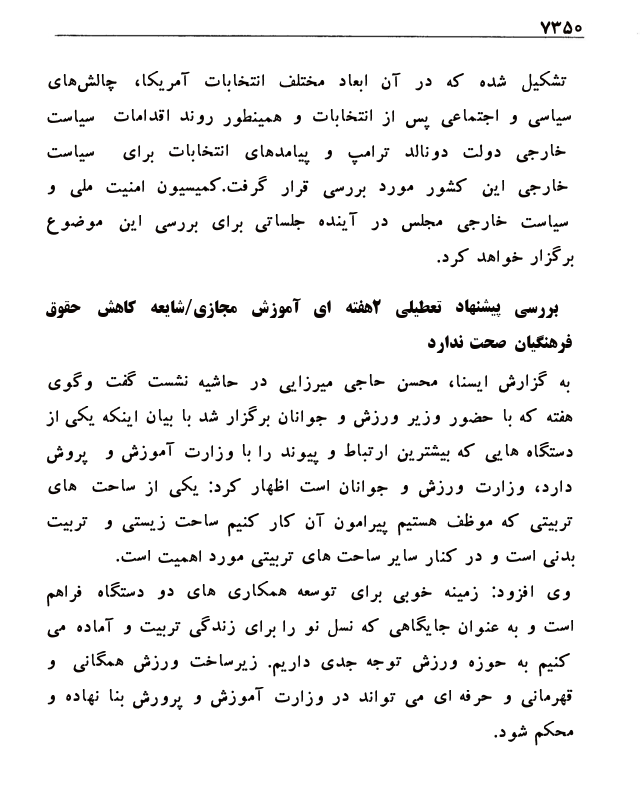 ۷۳۵۰
تشکیل شده که در آن ابعاد مختلف انتخابات آمریکا، چالش‌های
سیاسی و اجتماعی پس از انتخابات و همینطور روند اقدامات سیاست
خارجی دولت دونالد ترامپ و پیامدهای انتخابات برای سیاست
خارجی این کشور مورد بررسی قرار گرفت.کمیسیون امنیت ملی و
سیاست خارجی مجلس در آینده جلساتی برای بررسی این موضوع
برگزار خواهد کرد.
بررسی پیشنهاد تعطیلی ۲هفته ای آموزش مجازی/شایعه کاهش حقوق
فرهنگیان صحت ندارد
به گزارش ایسنا، محسن حاجی میرزایی در حاشیه نشست گفت وگوی
هفته که با حضور وزیر ورزش و جوانان برگزار شد با بیان اینکه یکی از
دستگاه هایی که بیشترین ارتباط و پیوند را با وزارت آموزش و پروش
دارد، وزارت ورزش و جوانان است اظهار کرد: یکی از ساحت های
تربیتی که موظف هستیم پیرامون آن کار کنیم ساحت زیستی و تربیت
بدنی است و در کنار سایر ساحت های تربیتی مورد اهمیت است.
وی افزود: زمینه خوبی برای توسعه همکاری های دو دستگاه فراهم
است و به عنوان جایگاهی که نسل نو را برای زندگی تربیت و آماده می
کنیم به حوزه ورزش توجه جدی داریم. زیرساخت ورزش همگانی و
قهرمانی و حرفه ای می تواند در وزارت آموزش و پرورش بنا نهاده و
محکم شود.